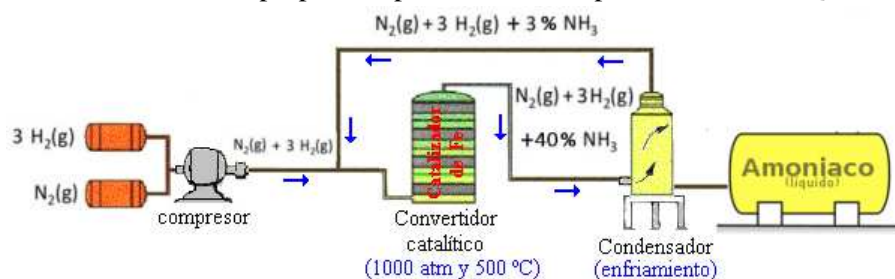 N₂(g) + 3 H₂(g) + 3 % NH₃
3 H₂(g)
N₂(g)
N₂(g) + 3 H₂(g)
compresor
Catalizador
de Fe
Convertidor
catalítico
(1000 atm y 500 ºC)
N₂(g) + 3H₂(g)
+40% NH₃
Condensador
(enfriamiento)
Amoniaco
(líquido)